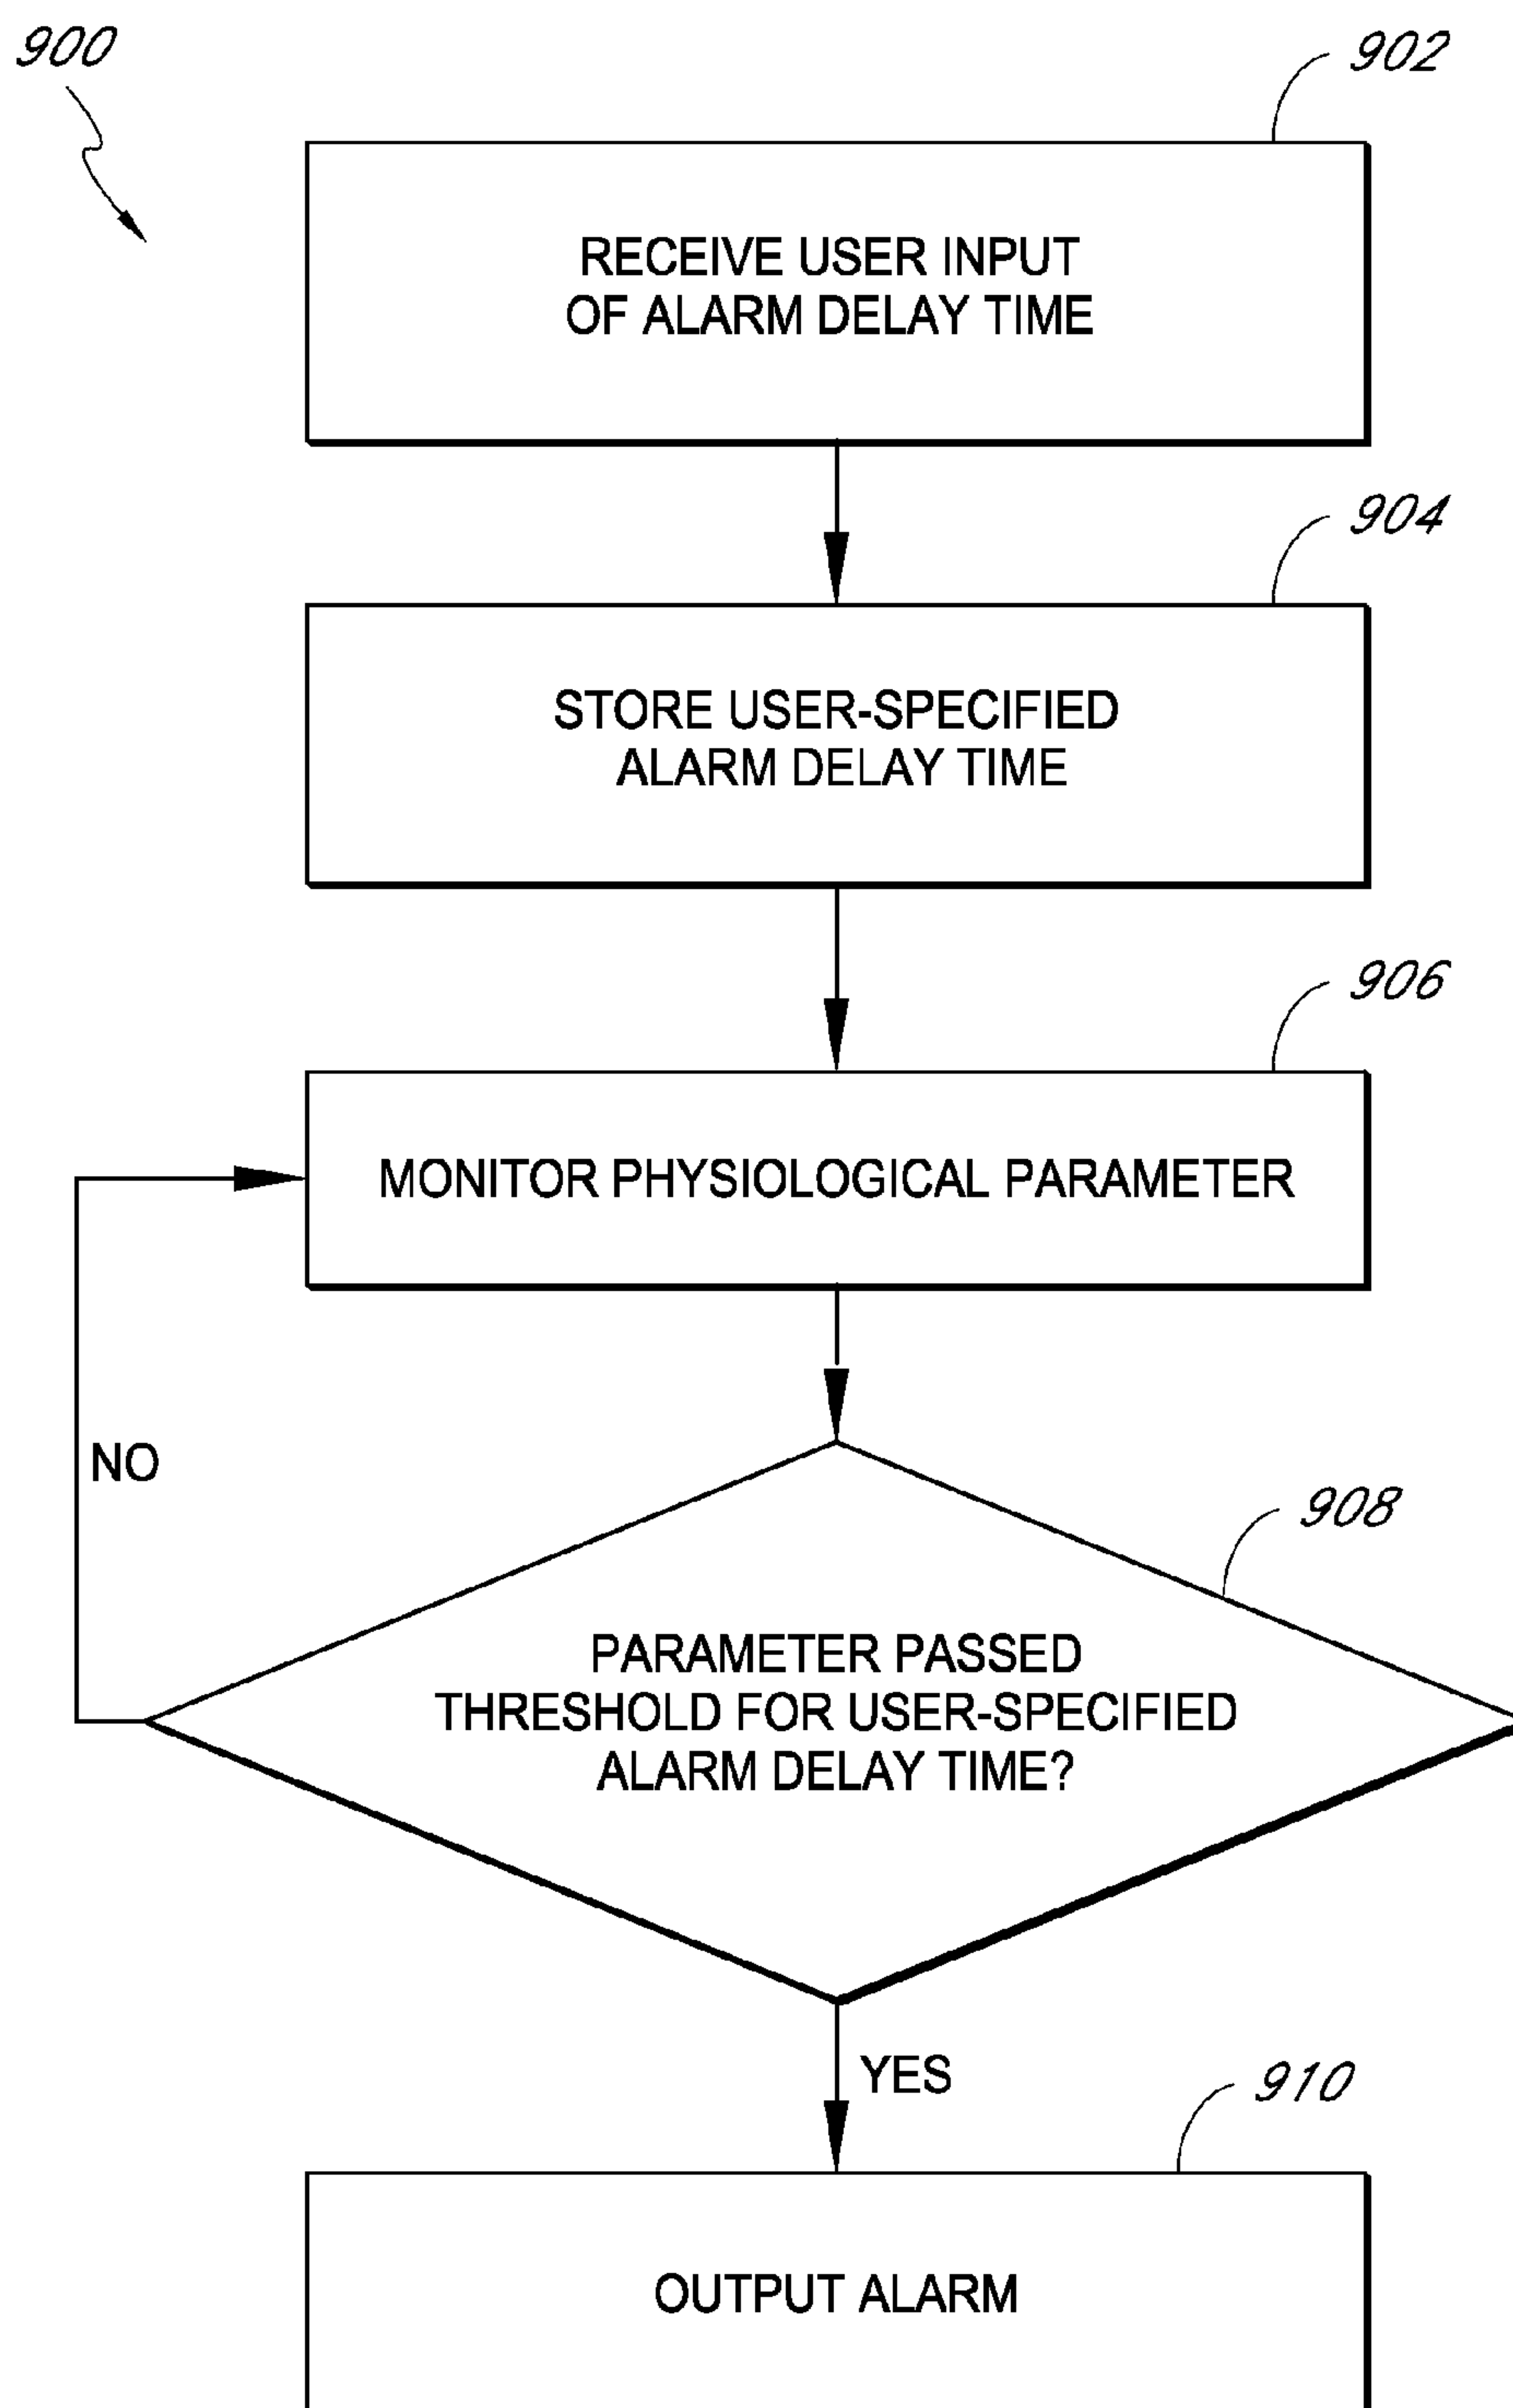 900
902
RECEIVE USER INPUT
OF ALARM DELAY TIME
904
STORE USER-SPECIFIED
ALARM DELAY TIME
906
MONITOR PHYSIOLOGICAL PARAMETER
NO
908
PARAMETER PASSED
THRESHOLD FOR USER-SPECIFIED
ALARM DELAY TIME?
YES
910
OUTPUT ALARM